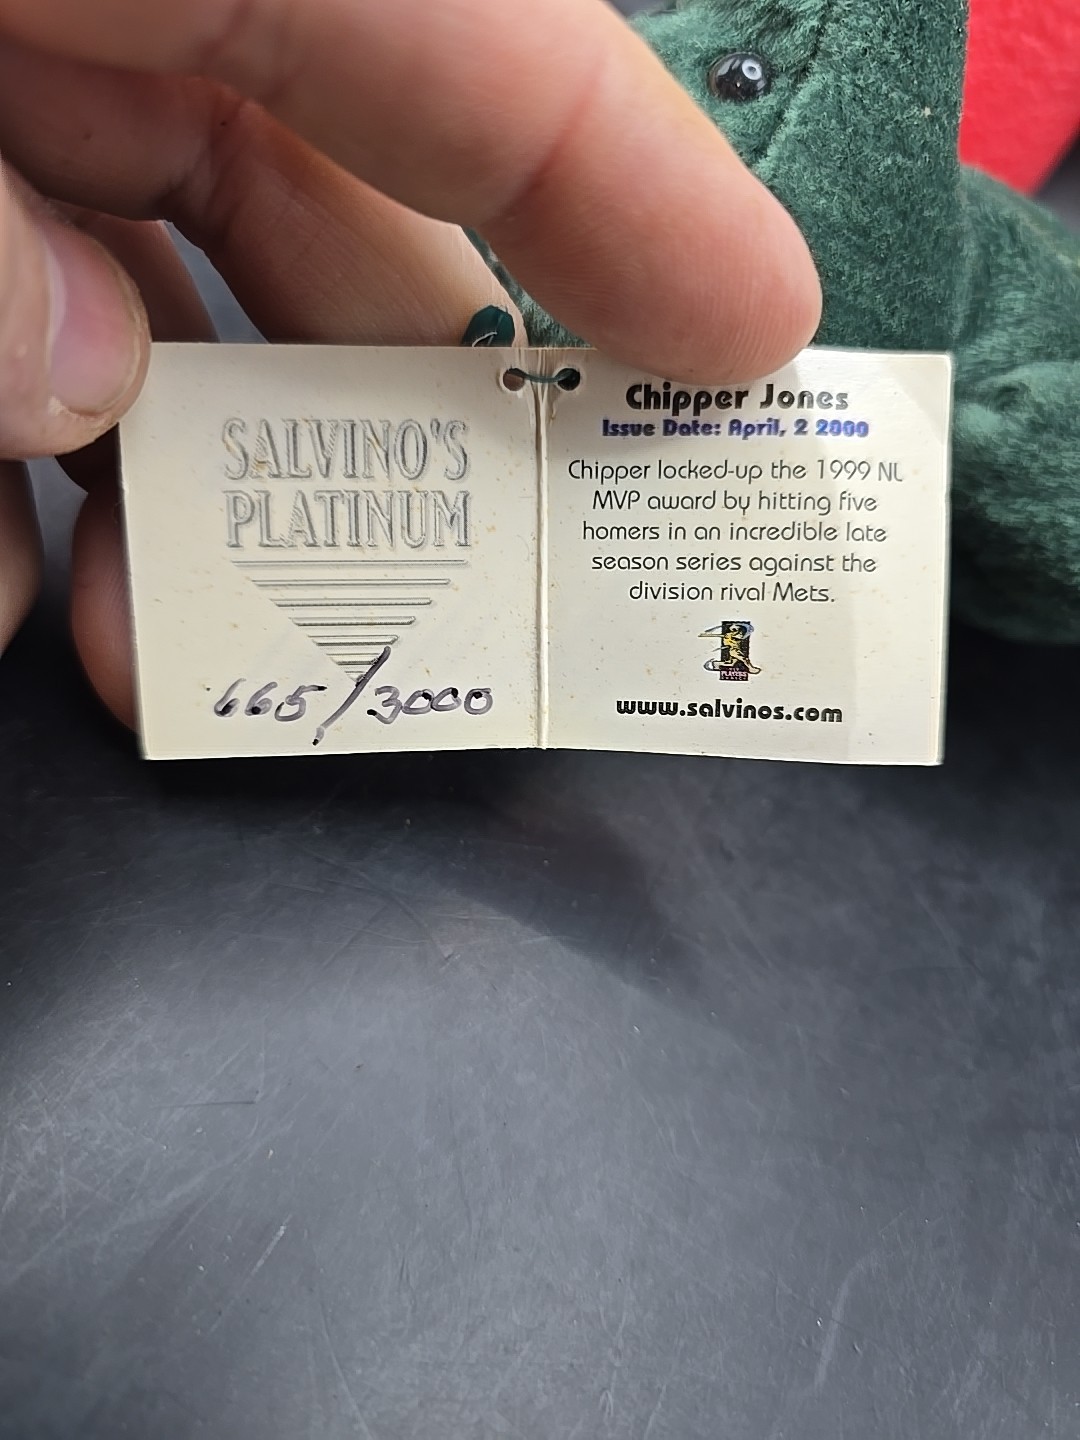 SALVINO'S
PLATINUM
665/3000
Chipper Jones
Issue Date: April, 2 2000
Chipper locked-up the 1999 NL
MVP award by hitting five
homers in an incredible late
season series against the
division rival Mets.
PLAYERS
www.salvinos.com